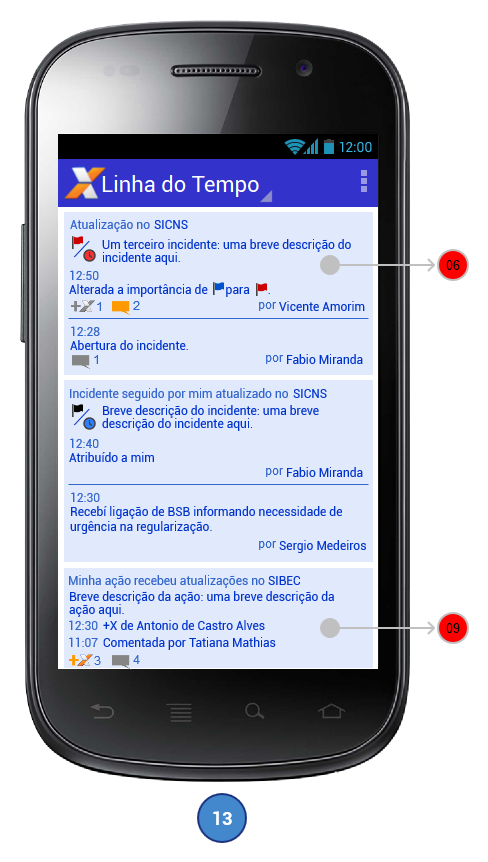 12:00
Linha do Tempo
Atualização no SICNS
Um terceiro incidente: uma breve descrição do
incidente aqui.
06
12:50
Alterada a importância de para .
+X 1 2 por Vicente Amorim
12:28
Abertura do incidente.
1 por Fabio Miranda
Incidente seguido por mim atualizado no SICNS
Breve descrição do incidente: uma breve
descrição do incidente aqui.
12:40
Atribuído a mim
por Fabio Miranda
12:30
Recebí ligação de BSB informando necessidade de
urgência na regularização.
por Sergio Medeiros
Minha ação recebeu atualizações no SIBEC
Breve descrição da ação: uma breve descrição da
ação aqui.
12:30 +X de Antonio de Castro Alves
09
11:07 Comentada por Tatiana Mathias
+X 3 4
13